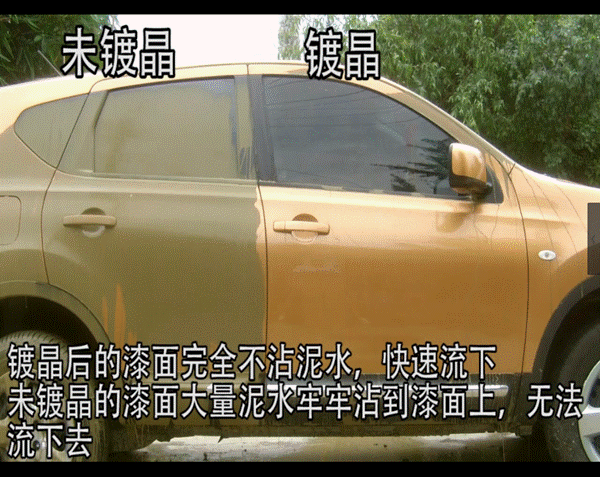 未镀晶 镀晶
镀晶后的漆面完全不沾泥水，快速流下
未镀晶的漆面大量泥水牢牢沾到漆面上，无法
流下去